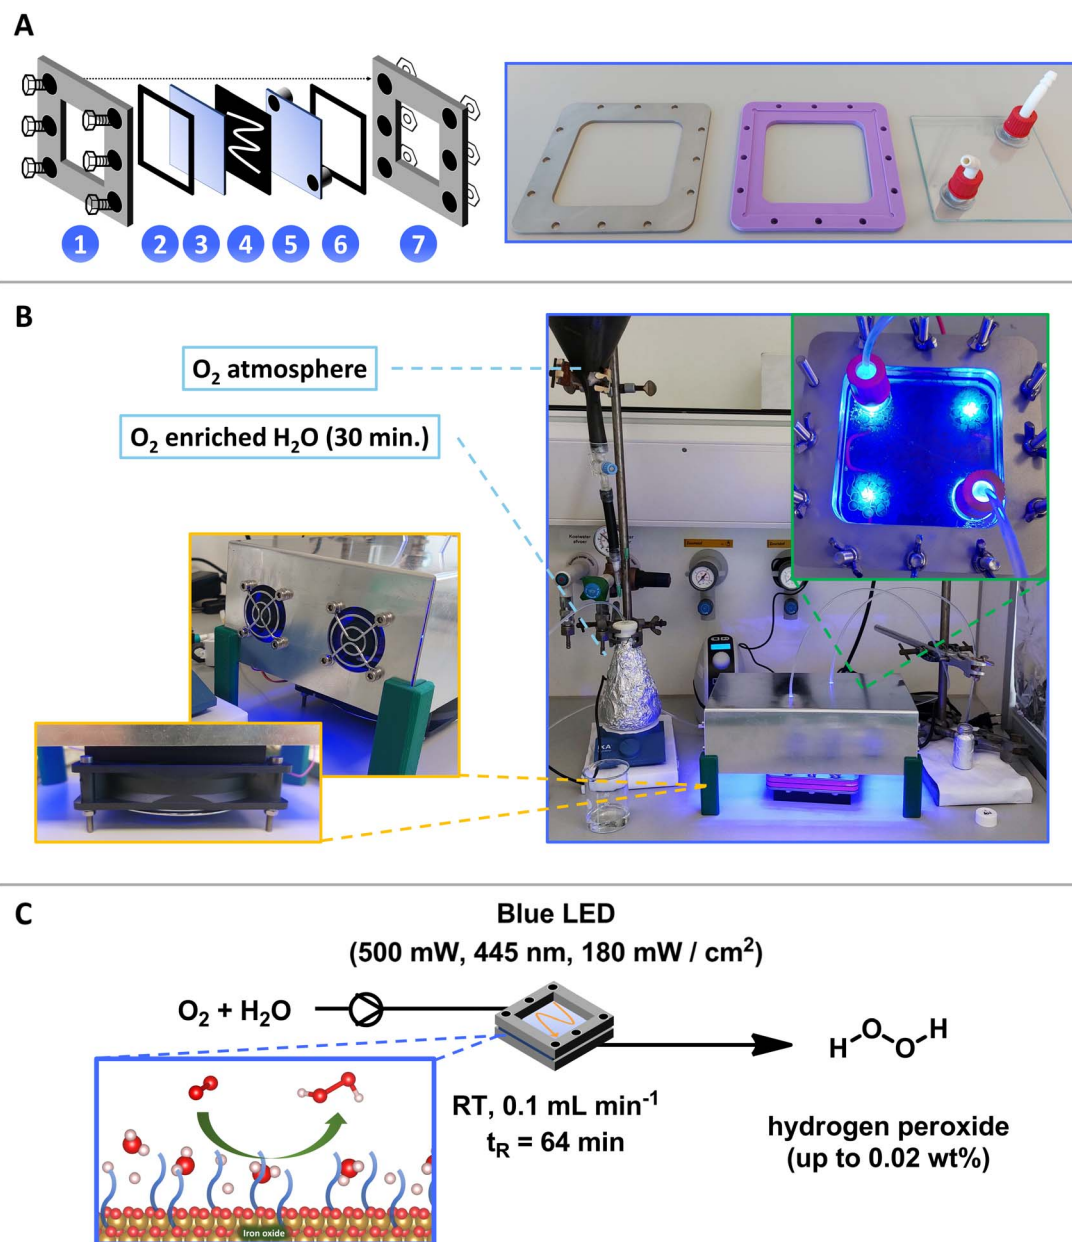 A
1 2 3 4 5 6 7
B
O₂ atmosphere
O₂ enriched H₂O (30 min.)
C
Blue LED
(500 mW, 445 nm, 180 mW / cm²)
O₂ + H₂O
H O O H
RT, 0.1 mL min⁻¹
t_R = 64 min
hydrogen peroxide
(up to 0.02 wt%)
Iron oxide